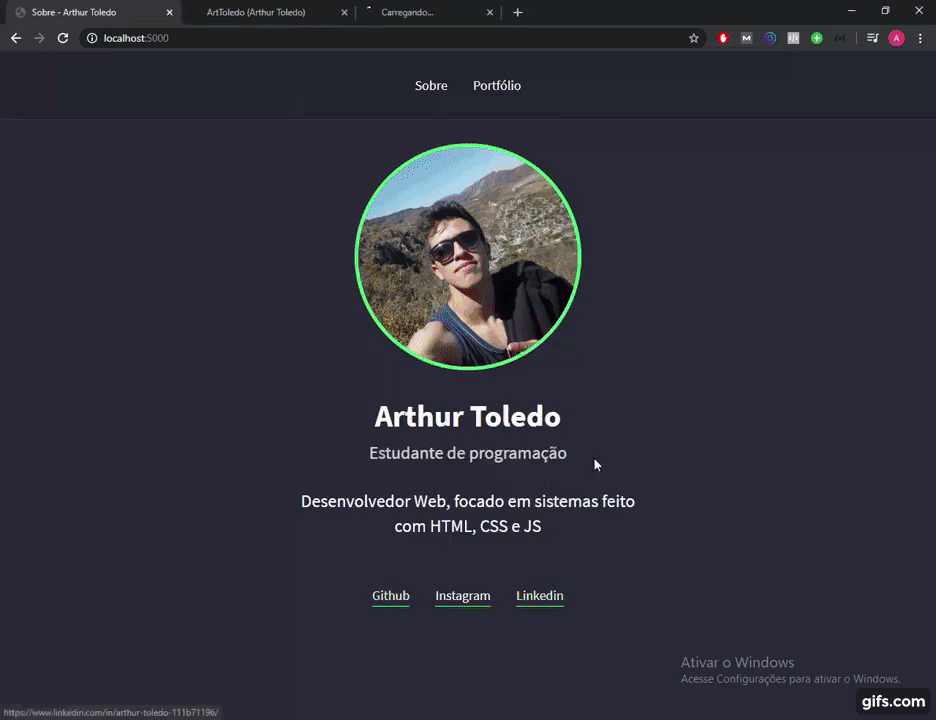 Sobre - Arthur Toledo
ArtToledo (Arthur Toledo)
Carregando...
localhost:5000
M
A
Sobre
Portfólio
Arthur Toledo
Estudante de programação
Desenvolvedor Web, focado em sistemas feito
com HTML, CSS e JS
Github
Instagram
Linkedin
Ativar o Windows
Acesse Configurações para ativar o Windows.
https://www.linkedin.com/in/arthur-toledo-111b71196/
gifs.com